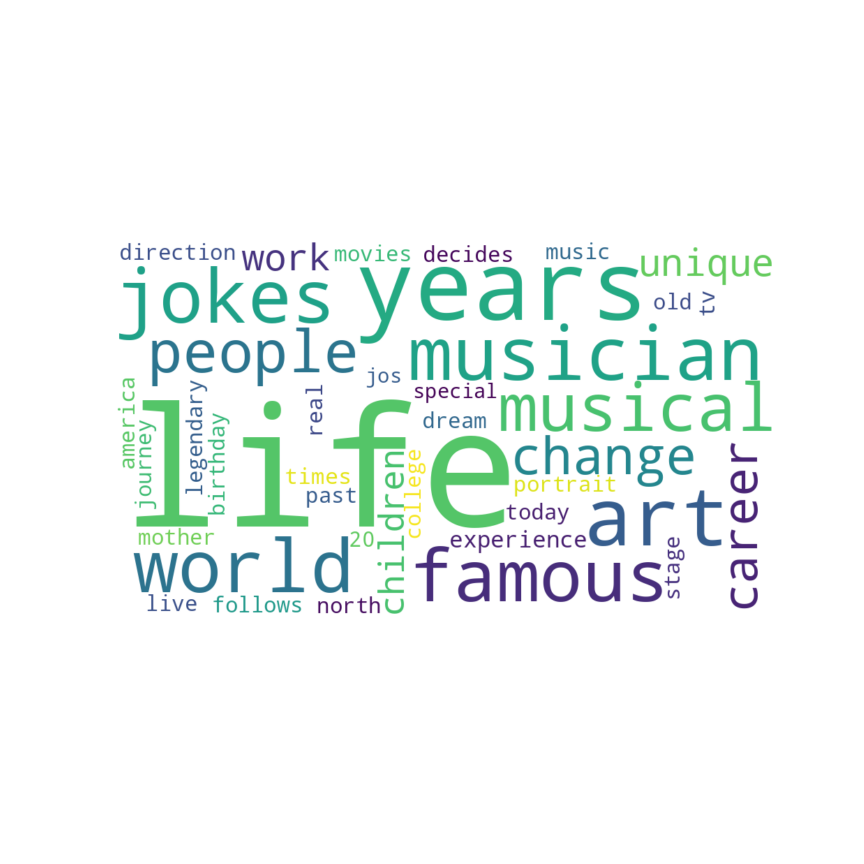 direction work movies decides music unique
jokes years old tv
people musician
jos special musical
america journey legendary birthday real dream
life children college change career
times past portrait
mother 20 today experience art
world famous stage
live follows north